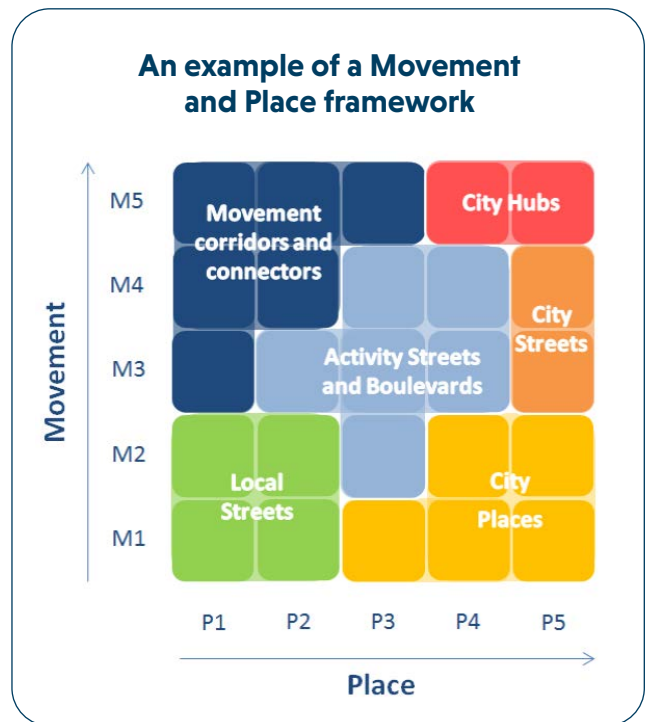 An example of a Movement
and Place framework
M5
Movement
corridors and
connectors
City Hubs
M4
City
Streets
M3
Activity Streets
and Boulevards
M2
Local
Streets
City
Places
M1
Movement
P1
P2
P3
P4
P5
Place